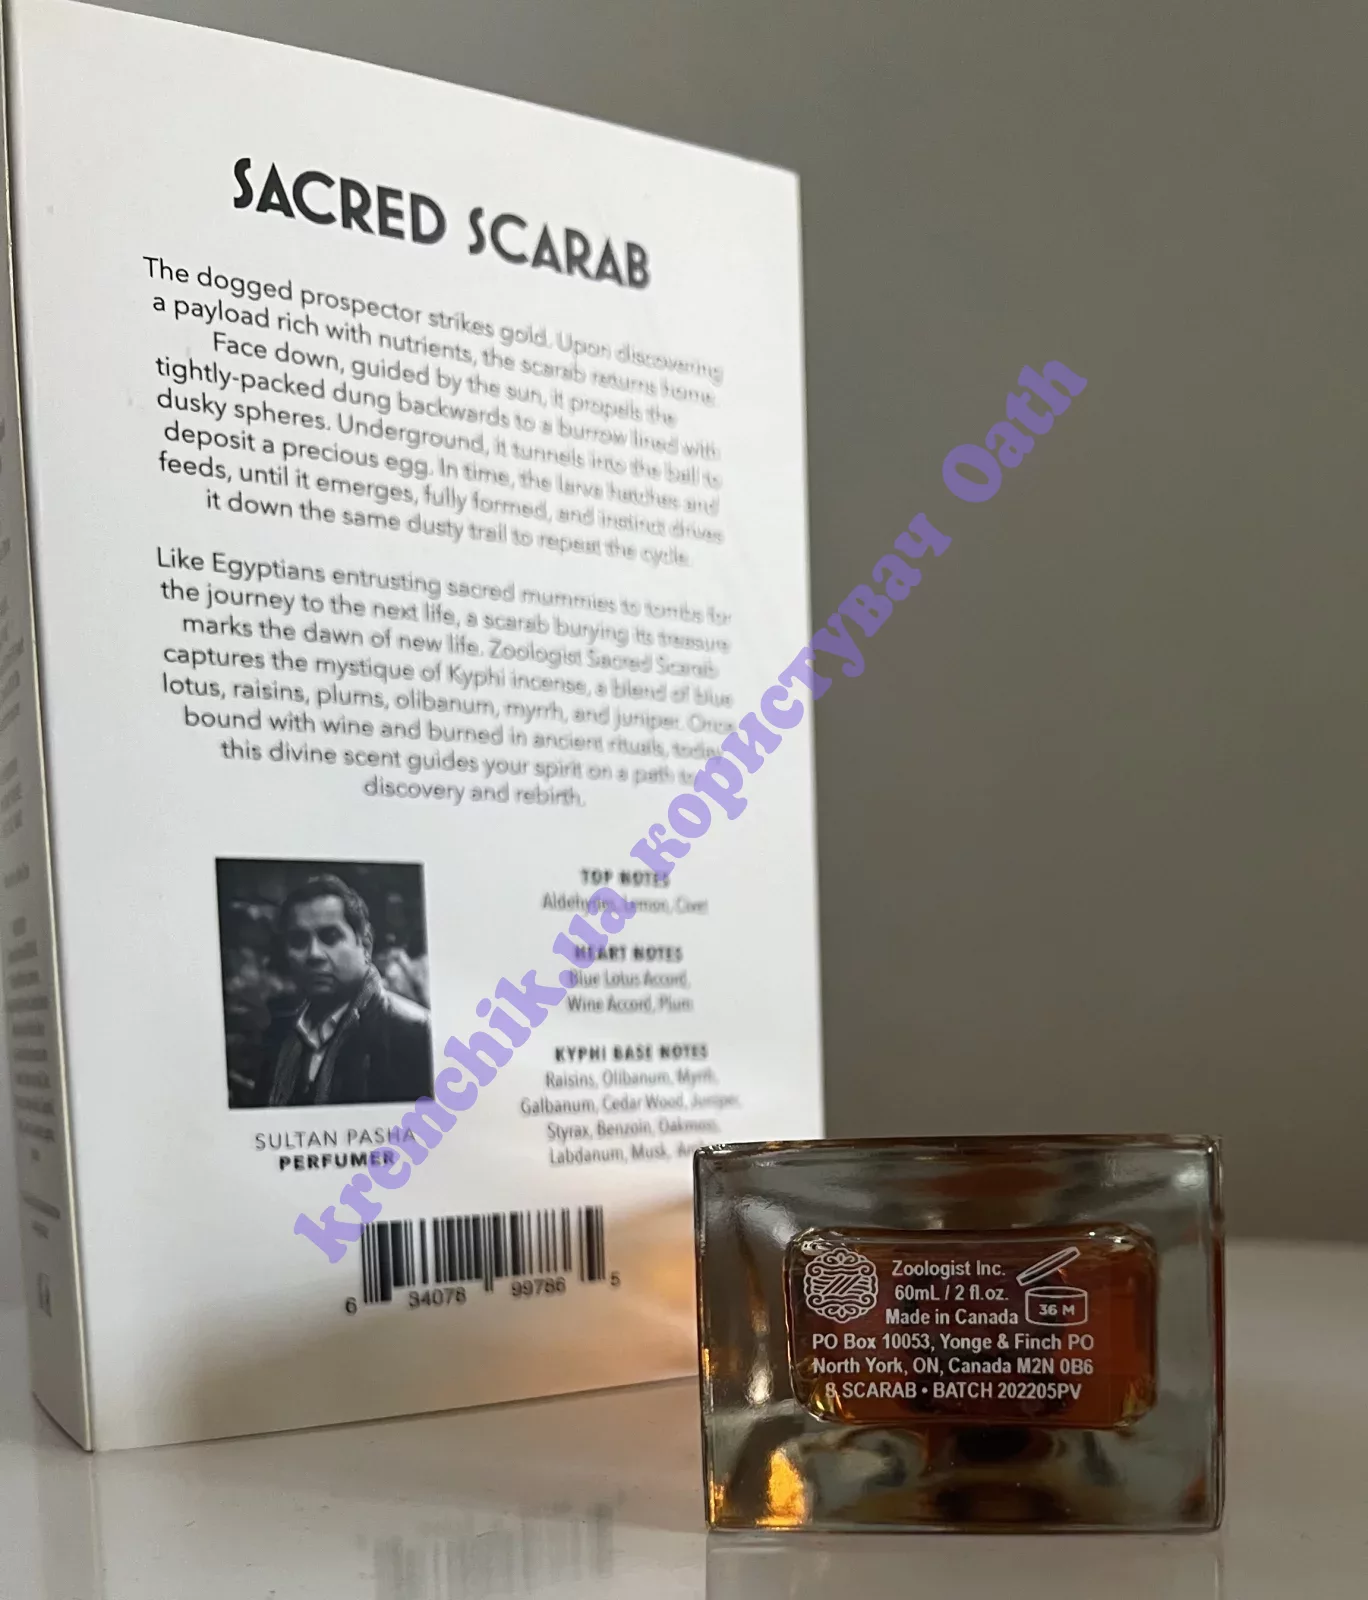 SACRED SCARAB
The dogged prospector strikes gold. Upon discovering
a payload rich with nutrients, the scarab returns home.
Face down, guided by the sun, it propels the
tightly-packed dung backwards to a burrow lined with
dusky spheres. Underground, it tunnels into the ball to
deposit a precious egg. In time, the larva hatches and
feeds, until it emerges, fully formed, and instinct drives
it down the same dusty trail to repeat the cycle.
Like Egyptians entrusting sacred mummies to tombs for
the journey to the next life, a scarab burying its treasure
marks the dawn of new life. Zoologist Sacred Scarab
captures the mystique of Kyphi incense, a blend of blue
lotus, raisins, plums, olibanum, myrrh, and juniper. Once
bound with wine and burned in ancient rituals, today
this divine scent guides your spirit on a path to
discovery and rebirth.
SULTAN PASHA
PERFUMER
TOP NOTES
Aldehydes, Lemon, Civet
HEART NOTES
Blue Lotus Accord,
Wine Accord, Plum
KYPHI BASE NOTES
Raisins, Olibanum, Myrrh,
Galbanum, Cedar Wood, Juniper,
Styrax, Benzoin, Oakmoss,
Labdanum, Musk,
6 34078 99786 5
Zoologist Inc.
60mL / 2 fl.oz.
Made in Canada
36 M
PO Box 10053, Yonge & Finch PO
North York, ON, Canada M2N 0B6
S SCARAB • BATCH 202205PV
kremchik.ua користувач Oath